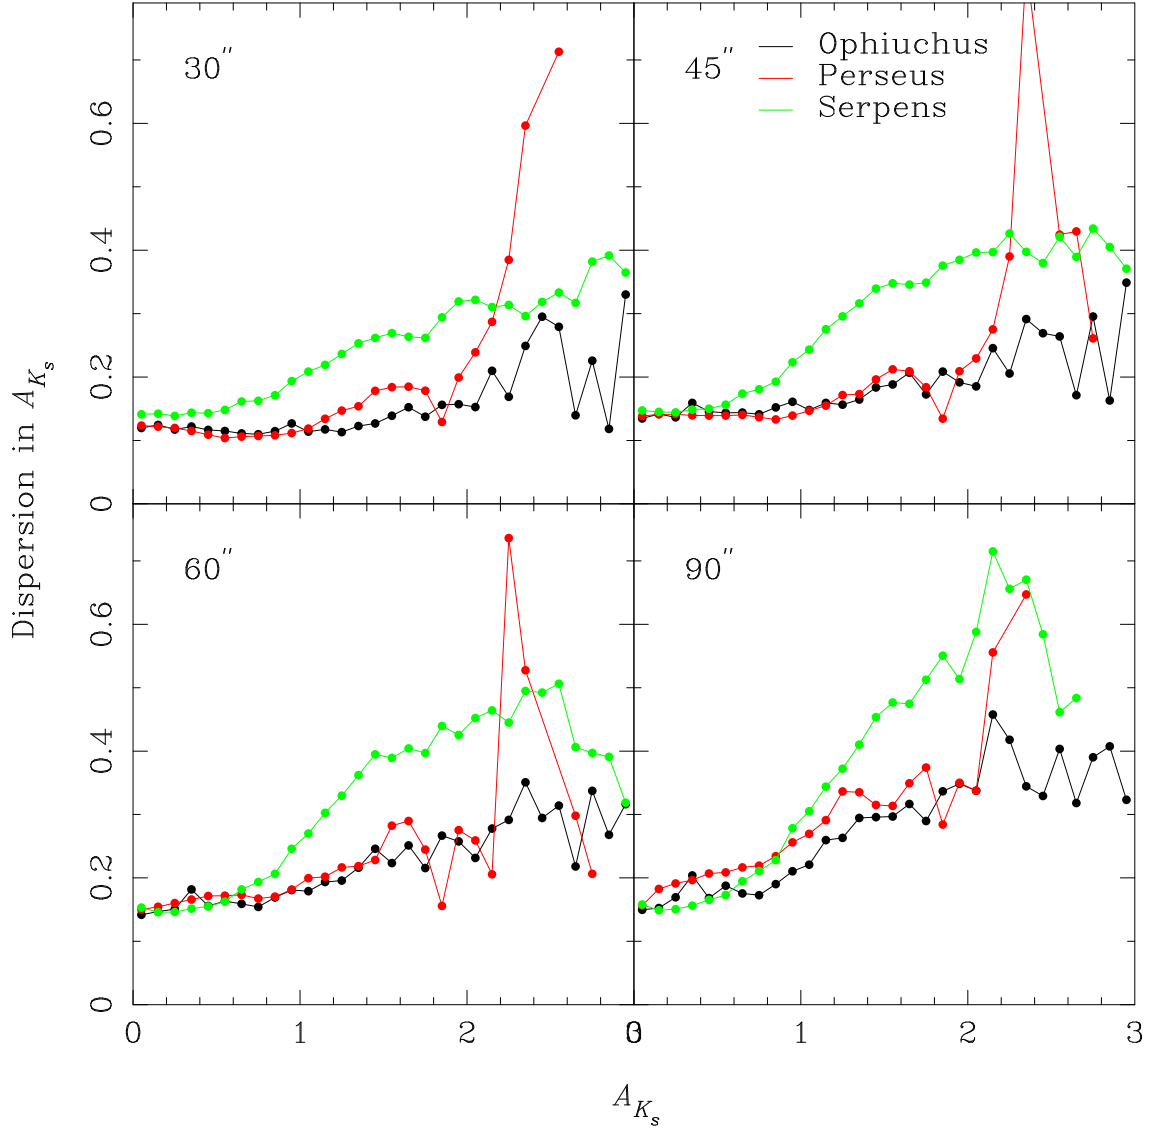 30″
45″
Ophiuchus
Perseus
Serpens
0.6
0.4
0.2
0
Dispersion in A_{K_s}
60″
90″
0.6
0.4
0.2
0
0 1 2 3
0 1 2 3
A_{K_s}